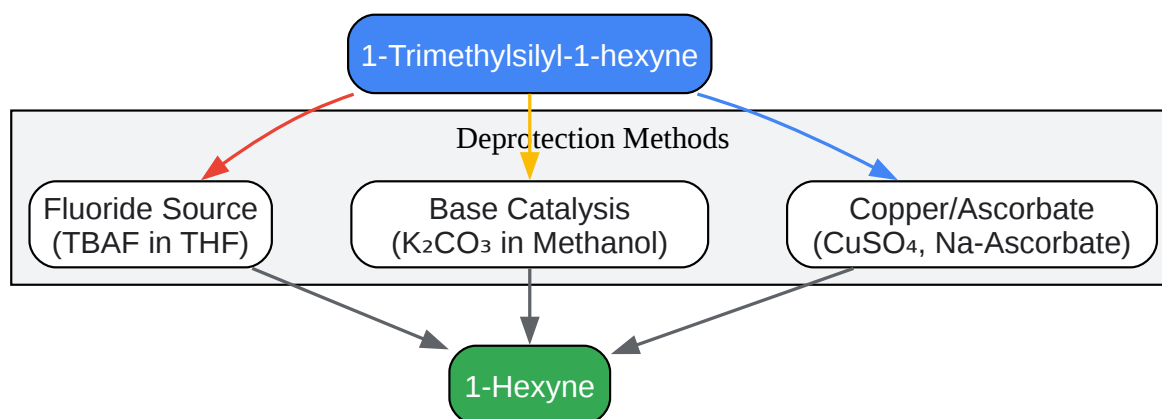 1-Trimethylsilyl-1-hexyne
Deprotection Methods
Fluoride Source
(TBAF in THF)
Base Catalysis
(K₂CO₃ in Methanol)
Copper/Ascorbate
(CuSO₄, Na-Ascorbate)
1-Hexyne